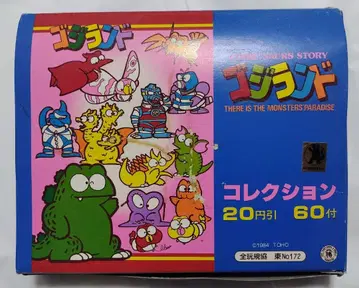 ゴジランド
STORY
ゴジランド
THERE IS THE MONSTERS PARADISE
コレクション
20円引 60付
©1984 TOHO
全玩規協 東No172